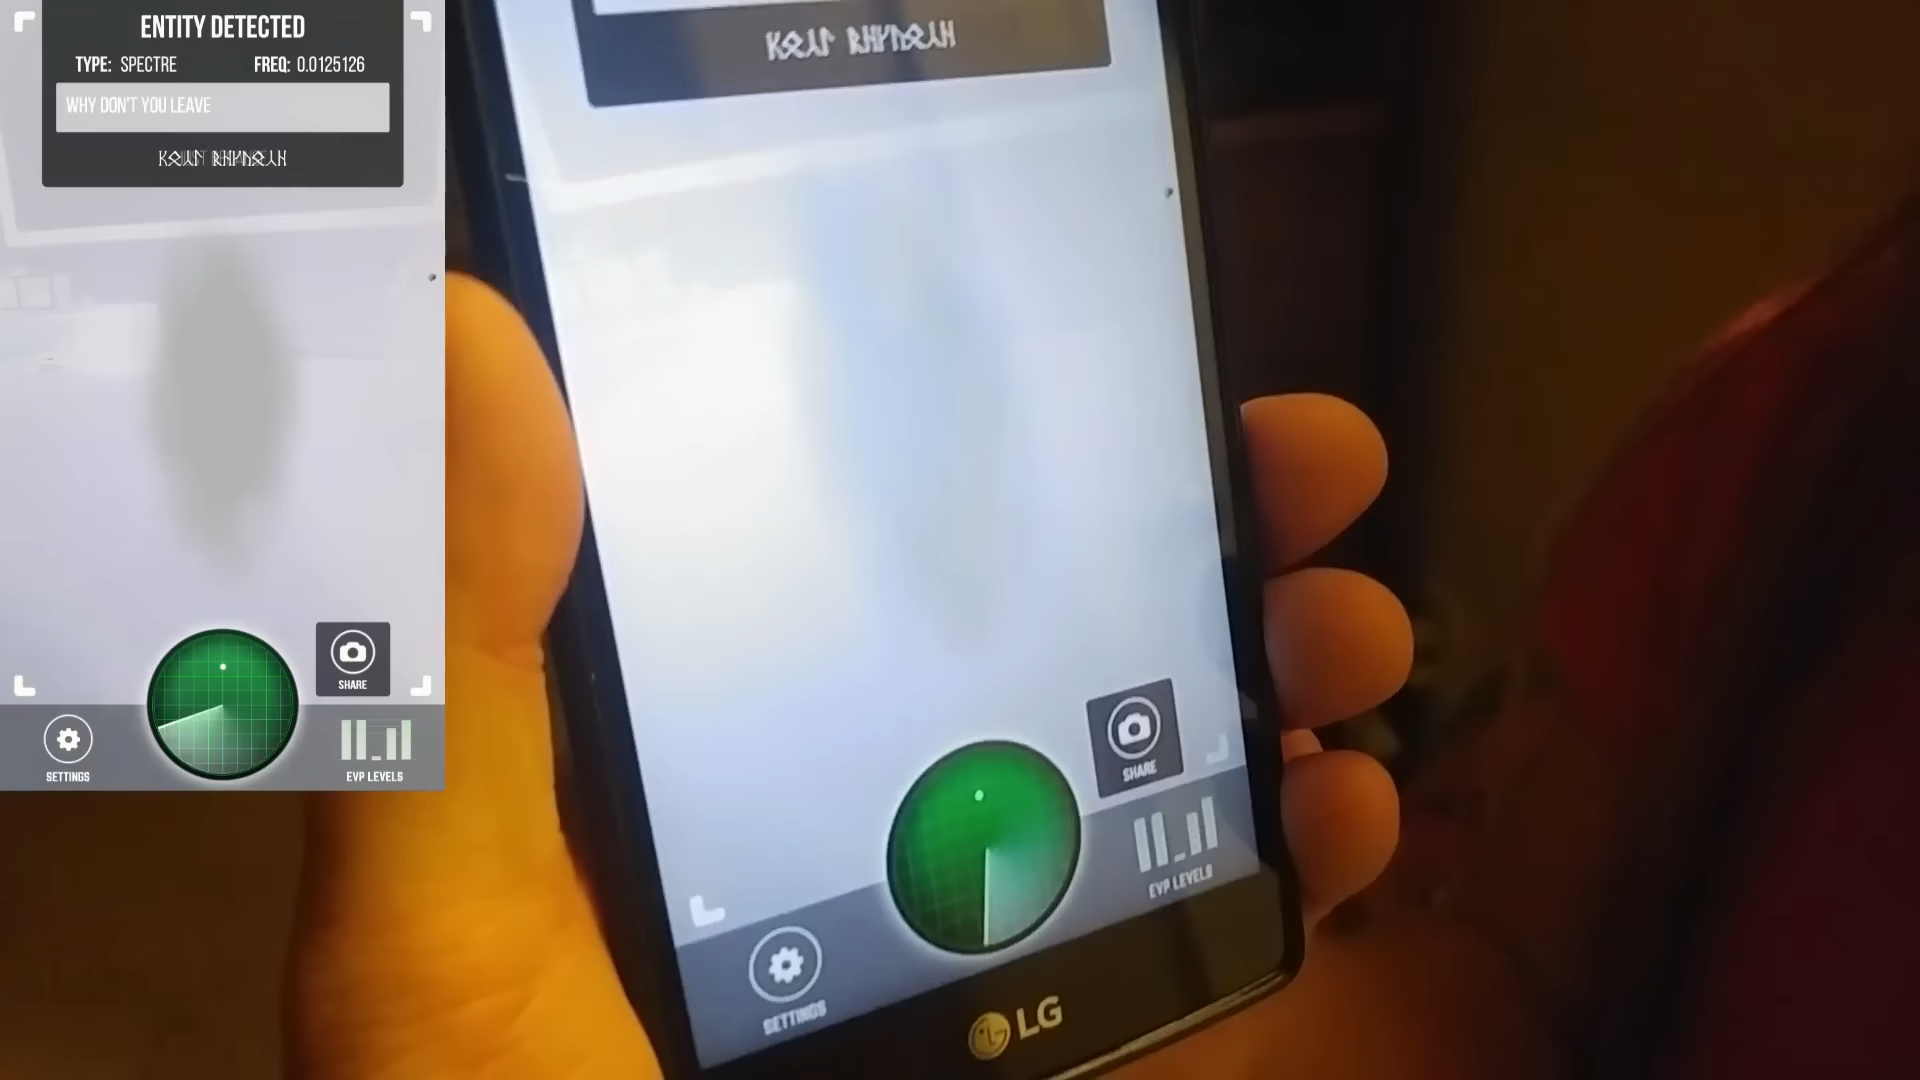 ENTITY DETECTED
TYPE: SPECTRE FREQ: 0.0125126
WHY DON'T YOU LEAVE
SHARE
SETTINGS
EVP LEVELS
SHARE
EVP LEVELS
SETTINGS
LG